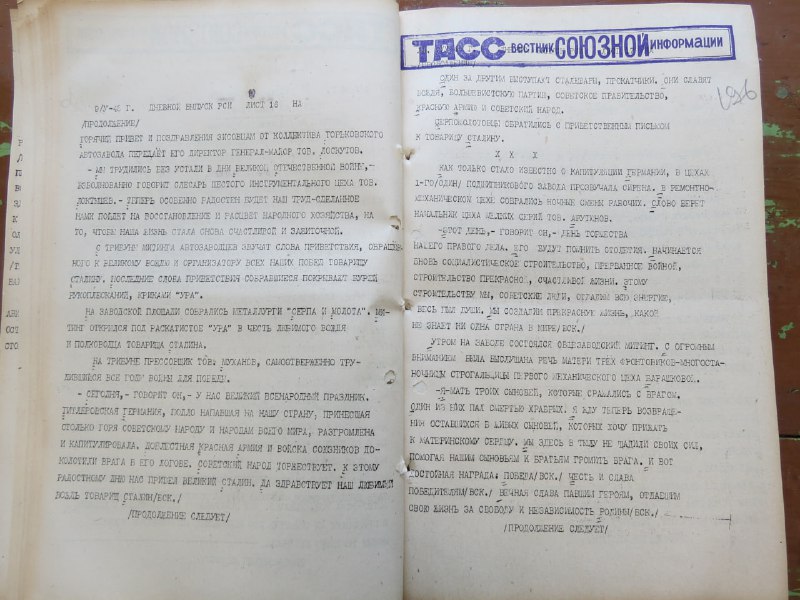 9/У-45 Г. ДНЕВНОЙ ВЫПУСК РСИ ЛИСТ 18 НА
/ПРОДОЛЖЕНИЕ/
ГОРЯЧИЙ ПРИВЕТ И ПОЗДРАВЛЕНИЯ ЗИСОВЦАМ ОТ КОЛЛЕКТИВА ГОРЬКОВСКОГО
АВТОЗАВОДА ПЕРЕДАЁТ ЕГО ДИРЕКТОР ГЕНЕРАЛ-МАЙОР ТОВ. ЛОСКУТОВ.
- МЫ ТРУДИЛИСЬ БЕЗ УСТАЛИ В ДНИ ВЕЛИКОЙ ОТЕЧЕСТВЕННОЙ ВОЙНЫ,-
ВЗВОЛНОВАННО ГОВОРИТ СЛЕСАРЬ ШЕСТОГО ИНСТРУМЕНТАЛЬНОГО ЦЕХА ТОВ.
ТЕПЕРЬ ОСОБЕННО РАДОСТЕН БУДЕТ НАШ ТРУД-СДЕЛАННОЕ
НАМИ ПОЙДЕТ НА ВОССТАНОВЛЕНИЕ И РАСЦВЕТ НАРОДНОГО ХОЗЯЙСТВА, НА
ТО, ЧТОБЫ НАША ЖИЗНЬ СТАЛА СНОВА СЧАСТЛИВОЙ И ЗАЖИТОЧНОЙ.
С ТРИБУНЫ МИТИНГА АВТОЗАВОДЦЕВ ЗВУЧАТ СЛОВА ПРИВЕТСТВИЯ,
К ВЕЛИКОМУ ВОЖДЮ И ОРГАНИЗАТОРУ ВСЕХ НАШИХ ПОБЕД ТОВАРИЩУ
СТАЛИНУ. ПОСЛЕДНИЕ СЛОВА ПРИВЕТСТВИЯ СОБРАВШИЕСЯ ПОКРЫВАЮТ БУРЕЙ
РУКОПЛЕСКАНИЙ, КРИКАМИ "УРА".
НА ЗАВОДСКОЙ ПЛОЩАДИ СОБРАЛИСЬ МЕТАЛЛУРГИ "СЕРПА И МОЛОТА". МИ-
ТИНГ ОТКРЫЛСЯ ПОД РАСКАТИСТОЕ "УРА" В ЧЕСТЬ ЛЮБИМОГО ВОЖДЯ
И ПОЛКОВОДЦА ТОВАРИЩА СТАЛИНА.
НА ТРИБУНЕ ПРЕССОВЩИК ТОВ. МУХАНОВ, САМООТВЕРЖЕННО ТРУ-
ДИВШИЙСЯ ВСЕ ГОДЫ ВОЙНЫ ДЛЯ ПОБЕДЫ.
- СЕГОДНЯ,- ГОВОРИТ ОН,- У НАС ВЕЛИКИЙ ВСЕНАРОДНЫЙ ПРАЗДНИК.
ГИТЛЕРОВСКАЯ ГЕРМАНИЯ, ПОДЛО НАПАВШАЯ НА НАШУ СТРАНУ, ПРИНЕСШАЯ
СТОЛЬКО ГОРЯ СОВЕТСКОМУ НАРОДУ И НАРОДАМ ВСЕГО МИРА, РАЗГРОМЛЕНА
И КАПИТУЛИРОВАЛА. ДОБЛЕСТНАЯ КРАСНАЯ АРМИЯ И ВОЙСКА СОЮЗНИКОВ ДО-
КОЛОТИЛИ ВРАГА В ЕГО ЛОГОВЕ. СОВЕТСКИЙ НАРОД ТОРЖЕСТВУЕТ. К ЭТОМУ
РАДОСТНОМУ ДНЮ НАС ПРИВЕЛ ВЕЛИКИЙ СТАЛИН. ДА ЗДРАВСТВУЕТ НАШ ЛЮБИМЫЙ
ВОЖДЬ ТОВАРИЩ СТАЛИН/ВСК./
/ПРОДОЛЖЕНИЕ СЛЕДУЕТ/
ТАСС ВЕСТНИК СОЮЗНОЙ ИНФОРМАЦИИ
ОДИН ЗА ДРУГИМ ВЫСТУПАЮТ СТАЛЕВАРЫ, ПРОКАТЧИКИ. ОНИ СЛАВЯТ
ВОЖДЯ, БОЛЬШЕВИСТСКУЮ ПАРТИЮ, СОВЕТСКОЕ ПРАВИТЕЛЬСТВО,
КРАСНУЮ АРМИЮ И СОВЕТСКИЙ НАРОД.
СЕРПОМОЛОТОВЦЫ ОБРАТИЛИСЬ С ПРИВЕТСТВЕННЫМ ПИСЬМОМ
К ТОВАРИЩУ СТАЛИНУ.
Х Х Х
КАК ТОЛЬКО СТАЛО ИЗВЕСТНО О КАПИТУЛЯЦИИ ГЕРМАНИИ, В ЦЕХАХ
1-ГО/ОДИН/ ПОДШИПНИКОВОГО ЗАВОДА ПРОЗВУЧАЛА СИРЕНА. В РЕМОНТНО-
МЕХАНИЧЕСКОМ ЦЕХЕ СОБРАЛИСЬ НОЧНЫЕ СМЕНЫ РАБОЧИХ. СЛОВО БЕРЕТ
НАЧАЛЬНИК ЦЕХА МЕЛКИХ СЕРИЙ ТОВ. АРУТЮНОВ.
-ЭТОТ ДЕНЬ,- ГОВОРИТ ОН,- ДЕНЬ ТОРЖЕСТВА
НАШЕГО ПРАВОГО ДЕЛА. ЕГО БУДУТ ПОМНИТЬ СТОЛЕТИЯ. НАЧИНАЕТСЯ
ВНОВЬ СОЦИАЛИСТИЧЕСКОЕ СТРОИТЕЛЬСТВО, ПРЕРВАННОЕ ВОЙНОЙ,
СТРОИТЕЛЬСТВО ПРЕКРАСНОЙ, СЧАСТЛИВОЙ ЖИЗНИ. ЭТОМУ
СТРОИТЕЛЬСТВУ МЫ, СОВЕТСКИЕ ЛЮДИ, ОТДАДИМ ВСЮ ЭНЕРГИЮ,
ВЕСЬ ПЫЛ ДУШИ. МЫ СОЗДАДИМ ПРЕКРАСНУЮ ЖИЗНЬ, КАКОЙ
НЕ ЗНАЕТ НИ ОДНА СТРАНА В МИРЕ/ВСК./
УТРОМ НА ЗАВОДЕ СОСТОЯЛСЯ ОБЩЕЗАВОДСКИЙ МИТИНГ. С ОГРОМНЫМ
ВНИМАНИЕМ БЫЛА ВЫСЛУШАНА РЕЧЬ МАТЕРИ ТРЕХ ФРОНТОВИКОВ-МНОГОСТА-
НОЧНИЦЫ СТРОГАЛЬЩИЦЫ ПЕРВОГО МЕХАНИЧЕСКОГО ЦЕХА БАРАШКОВОЙ.
-Я-МАТЬ ТРОИХ СЫНОВЕЙ, КОТОРЫЕ СРАЖАЛИСЬ С ВРАГОМ.
ОДИН ИЗ НИХ ПАЛ СМЕРТЬЮ ХРАБРЫХ. Я ЖДУ ТЕПЕРЬ ВОЗВРАЩЕ-
НИЯ ОСТАВШИХСЯ В ЖИВЫХ СЫНОВЕЙ, КОТОРЫХ ХОЧУ ПРИЖАТЬ
К МАТЕРИНСКОМУ СЕРДЦУ. МЫ ЗДЕСЬ В ТЫЛУ НЕ ЩАДИЛИ СВОИХ СИЛ,
ПОМОГАЯ НАШИМ СЫНОВЬЯМ И БРАТЬЯМ ГРОМИТЬ ВРАГА. И ВОТ
ДОСТОЙНАЯ НАГРАДА: ПОБЕДА/ВСК./ ЧЕСТЬ И СЛАВА
ПОБЕДИТЕЛЯМ/ВСК./ ВЕЧНАЯ СЛАВА ПАВШИМ ГЕРОЯМ, ОТДАВШИМ
СВОЮ ЖИЗНЬ ЗА СВОБОДУ И НЕЗАВИСИМОСТЬ РОДИНЫ/ВСК./
/ПРОДОЛЖЕНИЕ СЛЕДУЕТ/